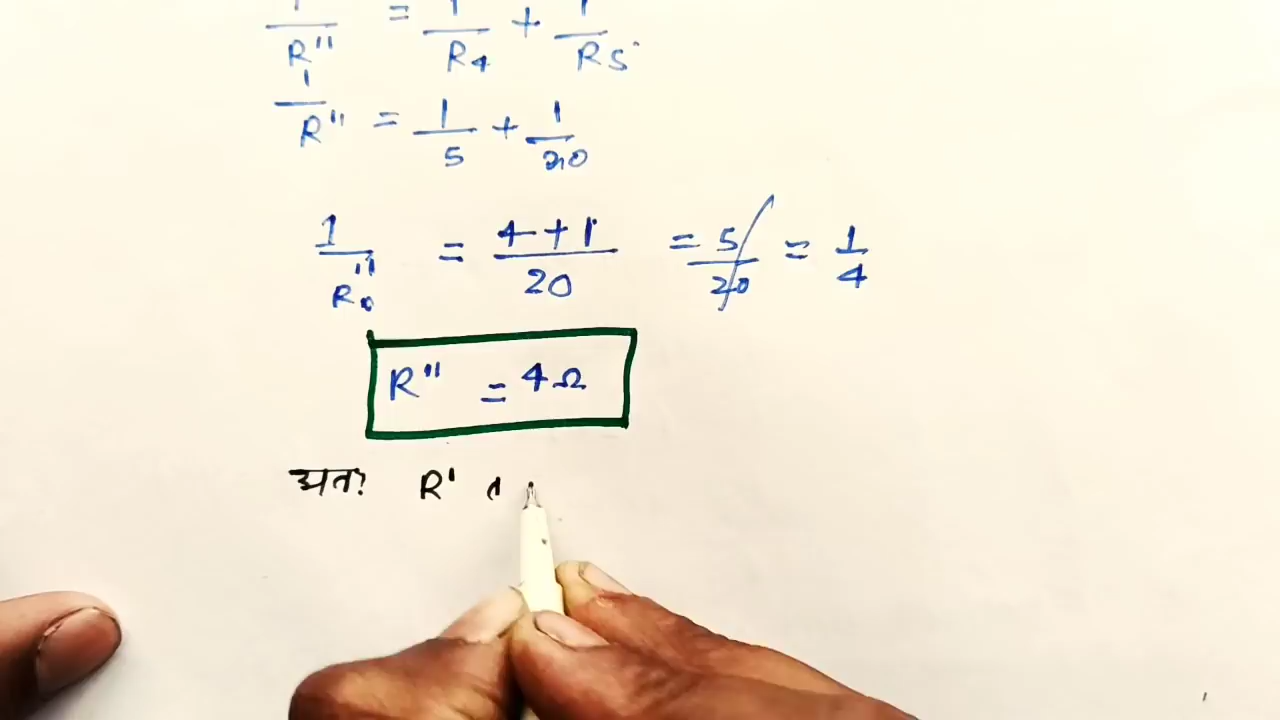 1/R" = 1/R4 + 1/R5
1/R" = 1/5 + 1/20
1/R" = 4+1/20 = 5/20 = 1/4
R" = 4Ω
अतः R'